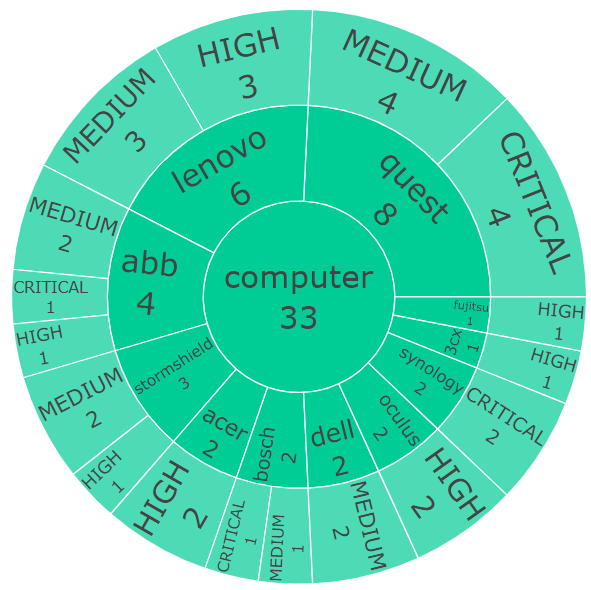 computer
33
quest
8
MEDIUM
4
CRITICAL
4
lenovo
6
MEDIUM
3
HIGH
3
abb
4
MEDIUM
2
CRITICAL
1
HIGH
1
stormshield
3
MEDIUM
2
HIGH
1
acer
2
HIGH
2
bosch
2
CRITICAL
1
MEDIUM
1
dell
2
MEDIUM
2
oculus
2
HIGH
2
synology
2
CRITICAL
2
3cx
1
HIGH
1
fujitsu
1
HIGH
1